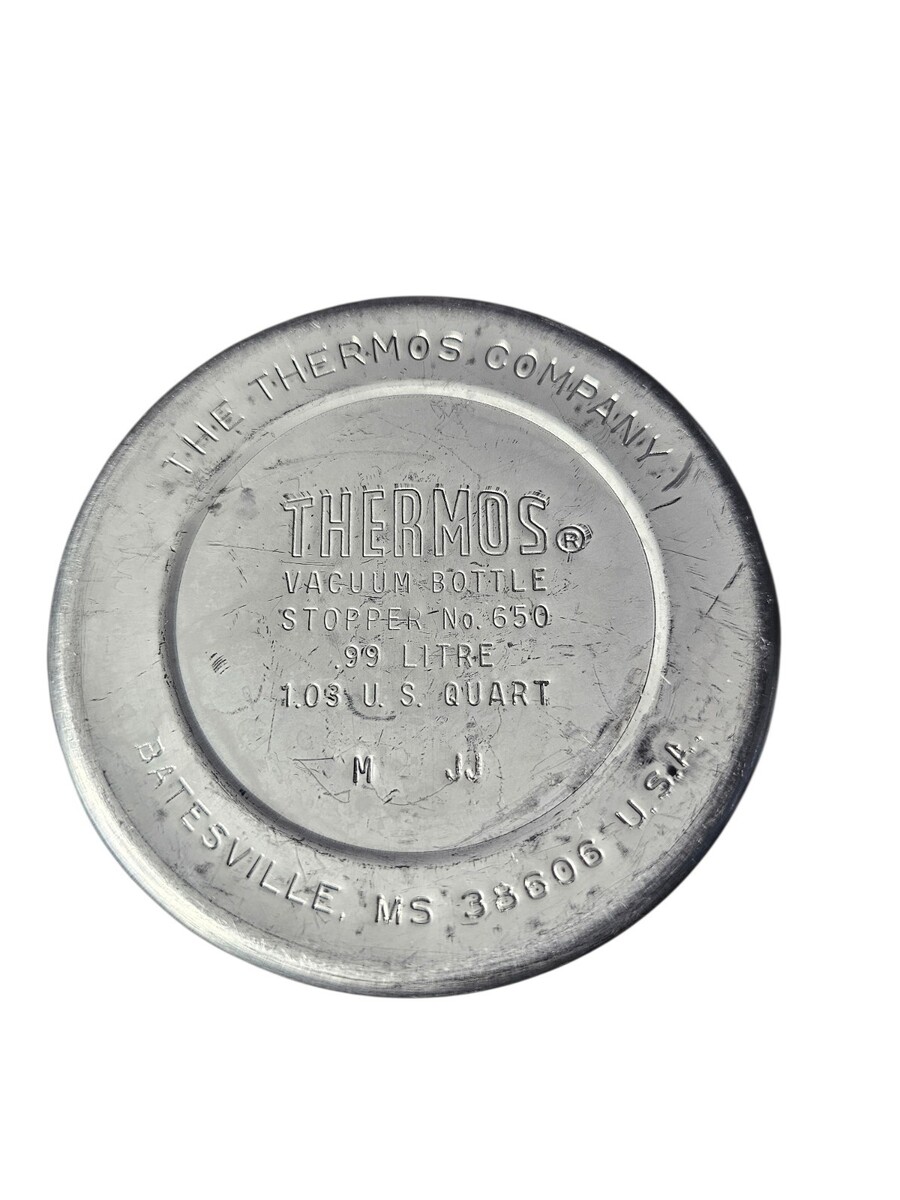 THE THERMOS COMPANY
THERMOS®
VACUUM BOTTLE
STOPPER No. 650
.99 LITRE
1.03 U. S. QUART
M JJ
BATESVILLE, MS 38606 U.S.A.